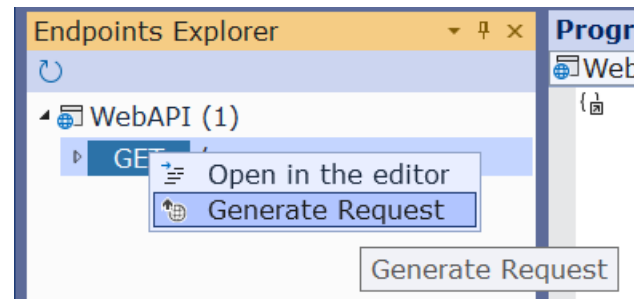 Endpoints Explorer
Progr
Web
WebAPI (1)
GET /
Open in the editor
Generate Request
Generate Request